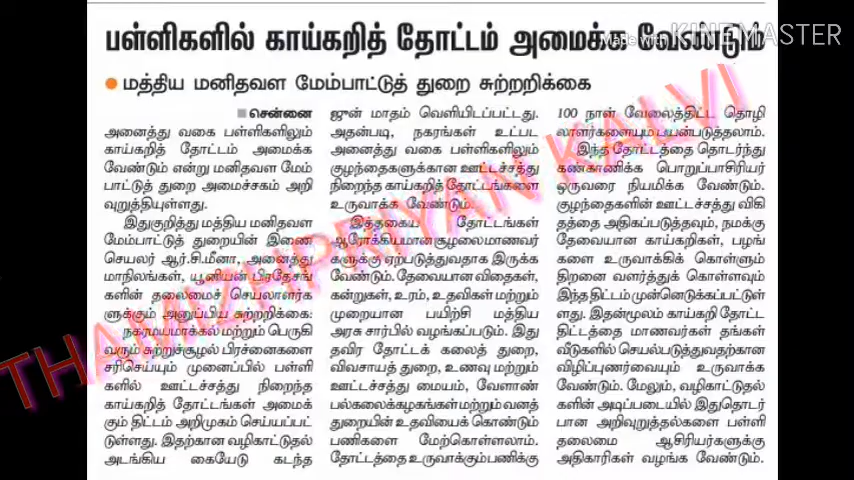 Made with KINEMASTER
பள்ளிகளில் காய்கறித் தோட்டம் அமைக்க வேண்டும்
மத்திய மனிதவள மேம்பாட்டுத் துறை சுற்றறிக்கை
சென்னை
அனைத்து வகை பள்ளிகளிலும்
காய்கறித் தோட்டம் அமைக்க
வேண்டும் என்று மனிதவள மேம்
பாட்டுத் துறை அமைச்சகம் அறி
வுறுத்தியுள்ளது.
இதுகுறித்து மத்திய மனிதவள
மேம்பாட்டுத் துறையின் இணை
செயலர் ஆர்.சி.மீனா, அனைத்து
மாநிலங்கள், யூனியன் பிரதேசங்
களின் தலைமைச் செயலாளர்க
ளுக்கும் அனுப்பிய சுற்றறிக்கை:
நகரமயமாக்கல் மற்றும் பெருகி
வரும் சுற்றுச்சூழல் பிரச்னைகளை
சரிசெய்யும் முனைப்பில் பள்ளி
களில் ஊட்டச்சத்து நிறைந்த
காய்கறித் தோட்டங்கள் அமைக்
கும் திட்டம் அறிமுகம் செய்யப்பட்
டுள்ளது. இதற்கான வழிகாட்டுதல்
அடங்கிய கையேடு கடந்த
ஜுன் மாதம் வெளியிடப்பட்டது.
அதன்படி, நகரங்கள் உட்பட
அனைத்து வகை பள்ளிகளிலும்
குழந்தைகளுக்கான ஊட்டச்சத்து
நிறைந்த காய்கறித் தோட்டங்களை
உருவாக்க வேண்டும்.
இத்தகைய தோட்டங்கள்
ஆரோக்கியமான சூழலை மாணவர்
களுக்கு ஏற்படுத்துவதாக இருக்க
வேண்டும். தேவையான விதைகள்,
கன்றுகள், உரம், உதவிகள் மற்றும்
முறையான பயிற்சி மத்திய
அரசு சார்பில் வழங்கப்படும். இது
தவிர தோட்டக் கலைத் துறை,
விவசாயத் துறை, உணவு மற்றும்
ஊட்டச்சத்து மையம், வேளாண்
பல்கலைக்கழகங்கள் மற்றும் வனத்
துறையின் உதவியைக் கொண்டும்
பணிகளை மேற்கொள்ளலாம்.
தோட்டத்தை உருவாக்கும் பணிக்கு
100 நாள் வேலைத்திட்ட தொழி
லாளர்களையும் பயன்படுத்தலாம்.
இந்த தோட்டத்தை தொடர்ந்து
கண்காணிக்க பொறுப்பாசிரியர்
ஒருவரை நியமிக்க வேண்டும்.
குழந்தைகளின் ஊட்டச்சத்து விகி
தத்தை அதிகப்படுத்தவும், நமக்கு
தேவையான காய்கறிகள், பழங்
களை உருவாக்கிக் கொள்ளும்
திறனை வளர்த்துக் கொள்ளவும்
இந்த திட்டம் முன்னெடுக்கப்பட்டுள்
ளது. இதன்மூலம் காய்கறி தோட்ட
திட்டத்தை மாணவர்கள் தங்கள்
வீடுகளில் செயல்படுத்துவதற்கான
விழிப்புணர்வையும் உருவாக்க
வேண்டும். மேலும், வழிகாட்டுதல்
களின் அடிப்படையில் இதுதொடர்
பான அறிவுறுத்தல்களை பள்ளி
தலைமை ஆசிரியர்களுக்கு
அதிகாரிகள் வழங்க வேண்டும்.
THAMIZHPRIYAN KALVI